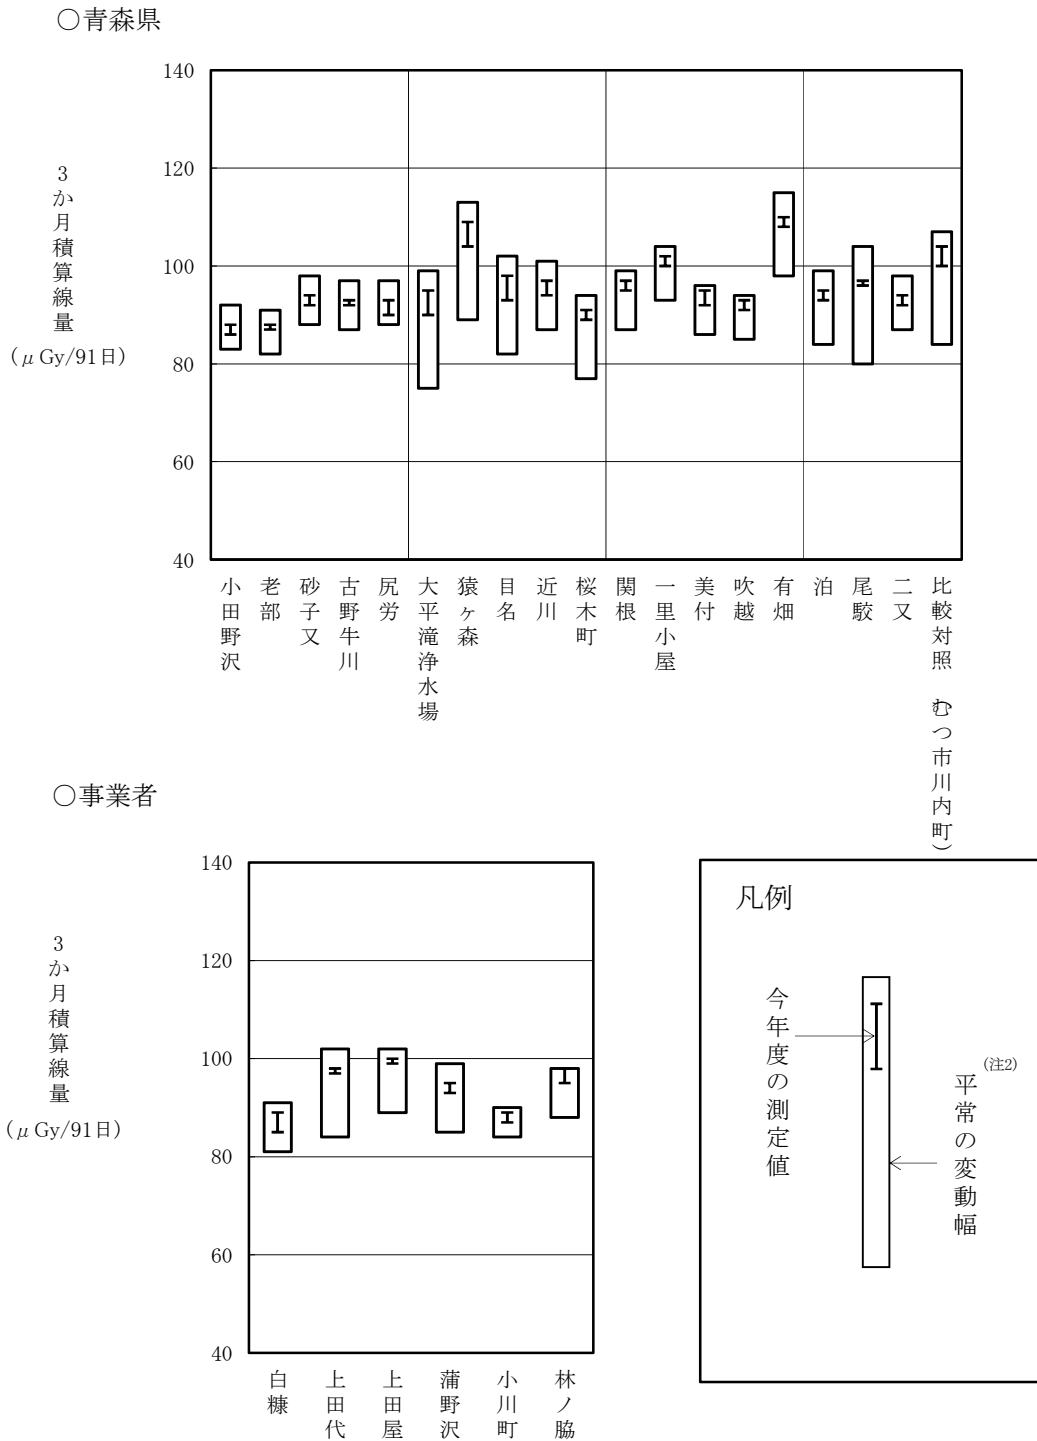 ○青森県
140
120
100
80
60
40
3か月積算線量
(μ Gy/91日)
小田野沢
老部
砂子又
古野牛川
尻労
大平滝浄水場
猿ヶ森
目名
近川
桜木町
関根
一里小屋
美付
吹越
有畑
泊
尾駮
二又
比較対照 むつ市川内町)
○事業者
140
120
100
80
60
40
3か月積算線量
(μ Gy/91日)
白糠
上田代
上田屋
蒲野沢
小川町
林ノ脇
凡例
今年度の測定値
平常の変動幅
(注2)